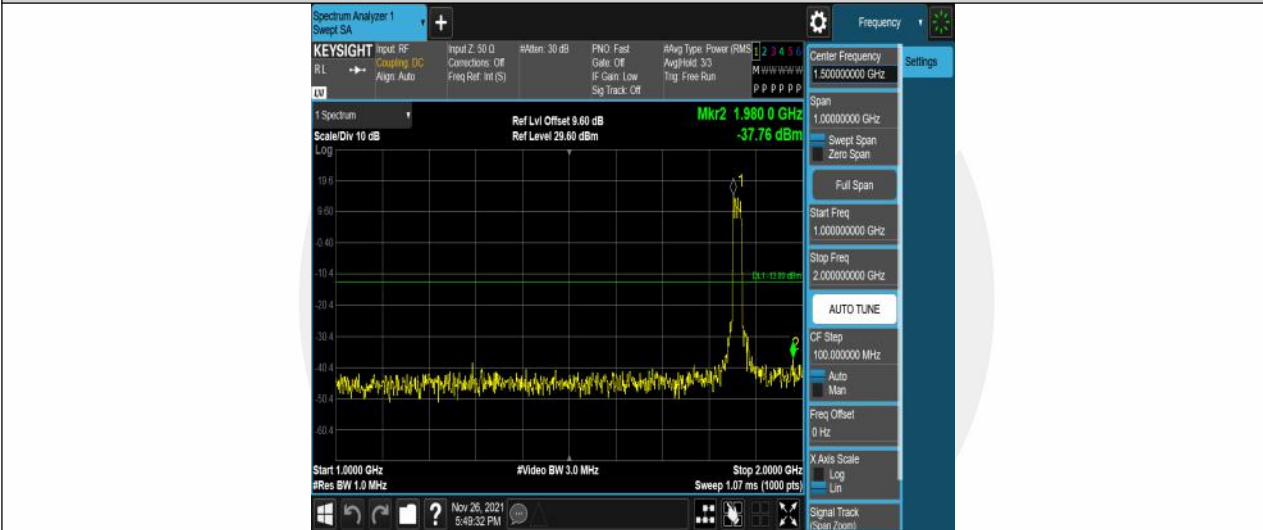 Spectrum Analyzer 1
Swept SA
+
Frequency
KEYSIGHT
RL
LV
Input: RF
Coupling: DC
Align: Auto
Input Z: 50 Ω
Corrections: Off
Freq Ref: Int (S)
#Atten: 30 dB
PNO: Fast
Gate: Off
IF Gain: Low
Sig Track: Off
#Avg Type: Power (RMS
Avg|Hold: 3/3
Trig: Free Run
1 2 3 4 5 6
M W W W W W
P P P P P P
1 Spectrum
Scale/Div 10 dB
Log
Ref Lvl Offset 9.60 dB
Ref Level 29.60 dBm
Mkr2 1.980 0 GHz
-37.76 dBm
19.6
9.60
-0.40
-10.4
-20.4
-30.4
-40.4
-50.4
-60.4
1
2
DL1 -13.00 dBm
Start 1.0000 GHz
#Res BW 1.0 MHz
#Video BW 3.0 MHz
Stop 2.0000 GHz
Sweep 1.07 ms (1000 pts)
?
Nov 26, 2021
5:49:32 PM
Center Frequency
1.500000000 GHz
Settings
Span
1.00000000 GHz
Swept Span
Zero Span
Full Span
Start Freq
1.000000000 GHz
Stop Freq
2.000000000 GHz
AUTO TUNE
CF Step
100.000000 MHz
Auto
Man
Freq Offset
0 Hz
X Axis Scale
Log
Lin
Signal Track
(Span Zoom)